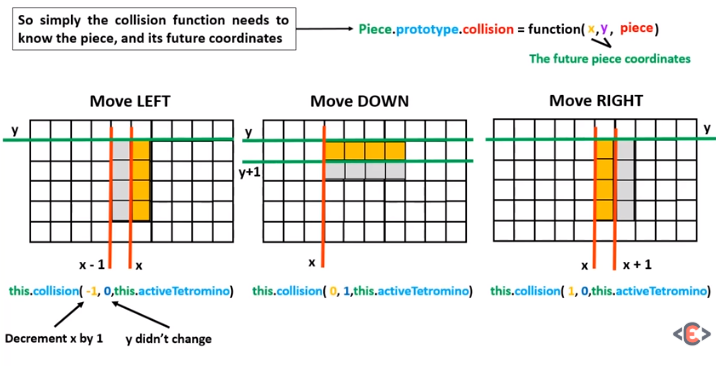 So simply the collision function needs to
know the piece, and its future coordinates
Piece.prototype.collision = function( x,y, piece)
The future piece coordinates
Move LEFT
Move DOWN
Move RIGHT
y
y
y
y+1
x - 1
x
x
x
x + 1
this.collision( -1, 0,this.activeTetromino)
this.collision( 0, 1,this.activeTetromino)
this.collision( 1, 0,this.activeTetromino)
Decrement x by 1
y didn't change
<E>